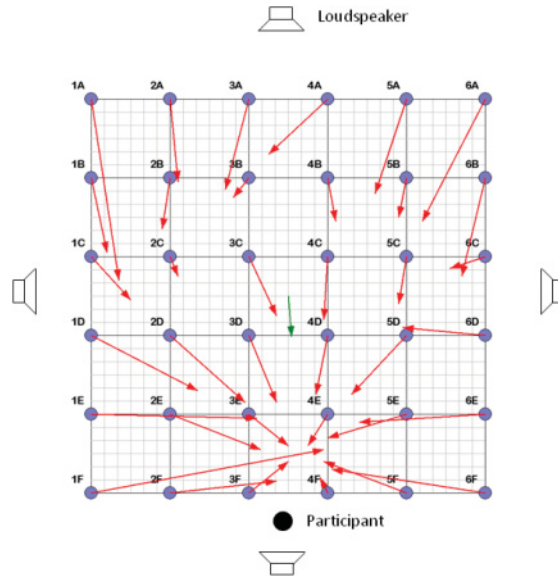 Loudspeaker
1A 2A 3A 4A 5A 6A
1B 2B 3B 4B 5B 6B
1C 2C 3C 4C 5C 6C
1D 2D 3D 4D 5D 6D
1E 2E 3E 4E 5E 6E
1F 2F 3F 4F 5F 6F
Participant